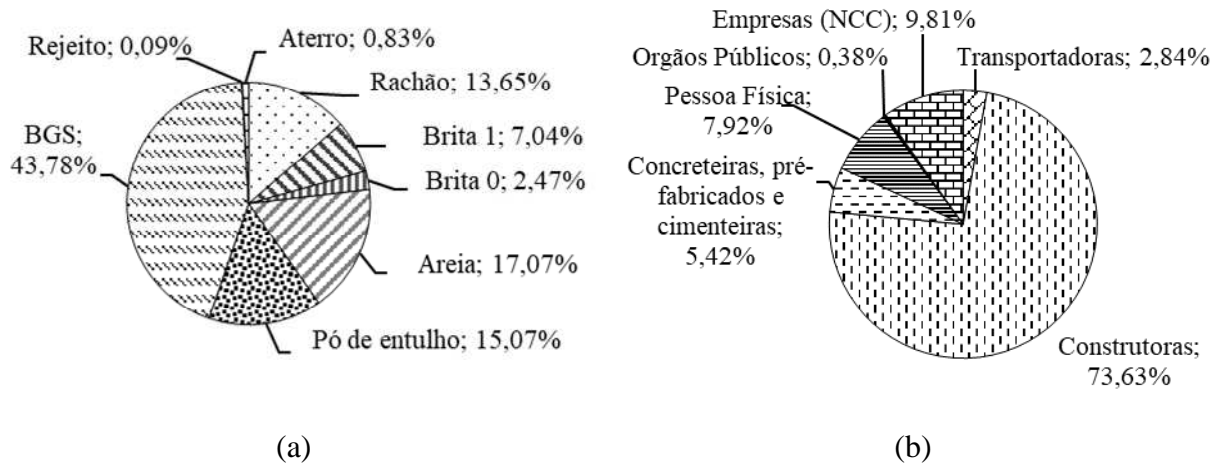 Rejeito; 0,09%
Aterro; 0,83%
Rachão; 13,65%
BGS;
43,78%
Brita 1; 7,04%
Brita 0; 2,47%
Areia; 17,07%
Pó de entulho; 15,07%
(a)
Empresas (NCC); 9,81%
Orgãos Públicos; 0,38%
Transportadoras; 2,84%
Pessoa Física;
7,92%
Concreteiras, pré-
fabricados e
cimenteiras;
5,42%
Construtoras;
73,63%
(b)